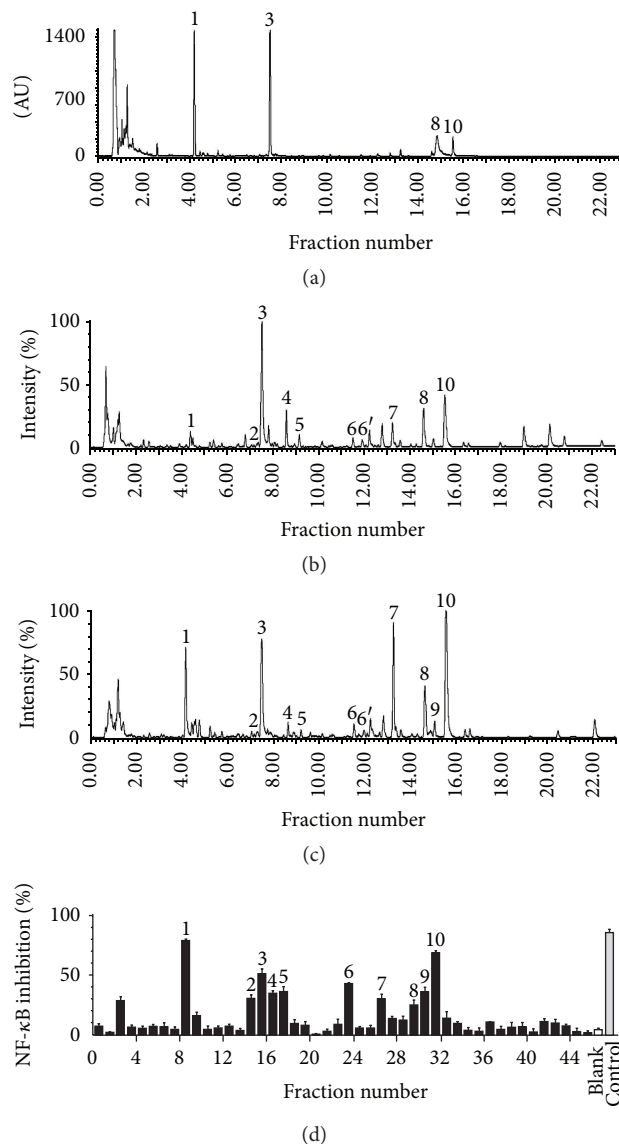 1400
700
0
(AU)
1
3
8
10
0.00 2.00 4.00 6.00 8.00 10.00 12.00 14.00 16.00 18.00 20.00 22.00
Fraction number
(a)
100
50
0
Intensity (%)
1
2
3
4
5
6
6′
7
8
10
0.00 2.00 4.00 6.00 8.00 10.00 12.00 14.00 16.00 18.00 20.00 22.00
Fraction number
(b)
100
50
0
Intensity (%)
1
2
3
4
5
6
6′
7
8
9
10
0.00 2.00 4.00 6.00 8.00 10.00 12.00 14.00 16.00 18.00 20.00 22.00
Fraction number
(c)
100
50
0
NF-κB inhibition (%)
1
2
3
4
5
6
7
8
9
10
0 4 8 12 16 20 24 28 32 36 40 44 Blank Control
Fraction number
(d)